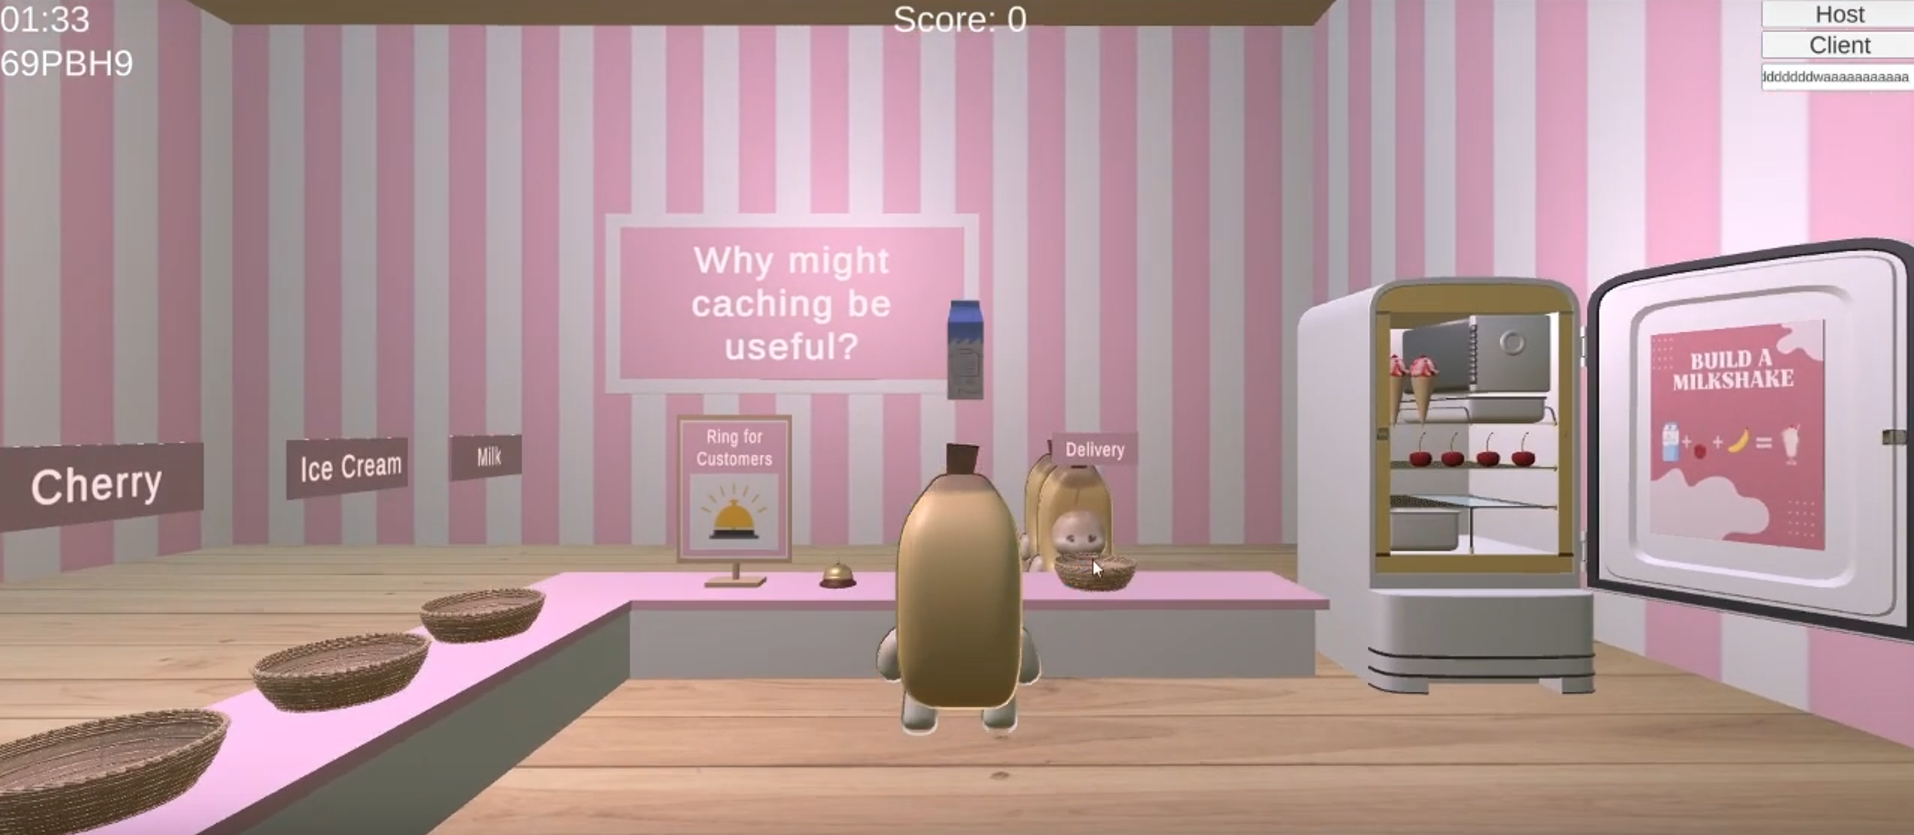 01:33
69PBH9
Score: 0
Host
Client
ddddddwaaaaaaaaaaa
Why might
caching be
useful?
Cherry
Ice Cream
Milk
Ring for
Customers
Delivery
BUILD A
MILKSHAKE